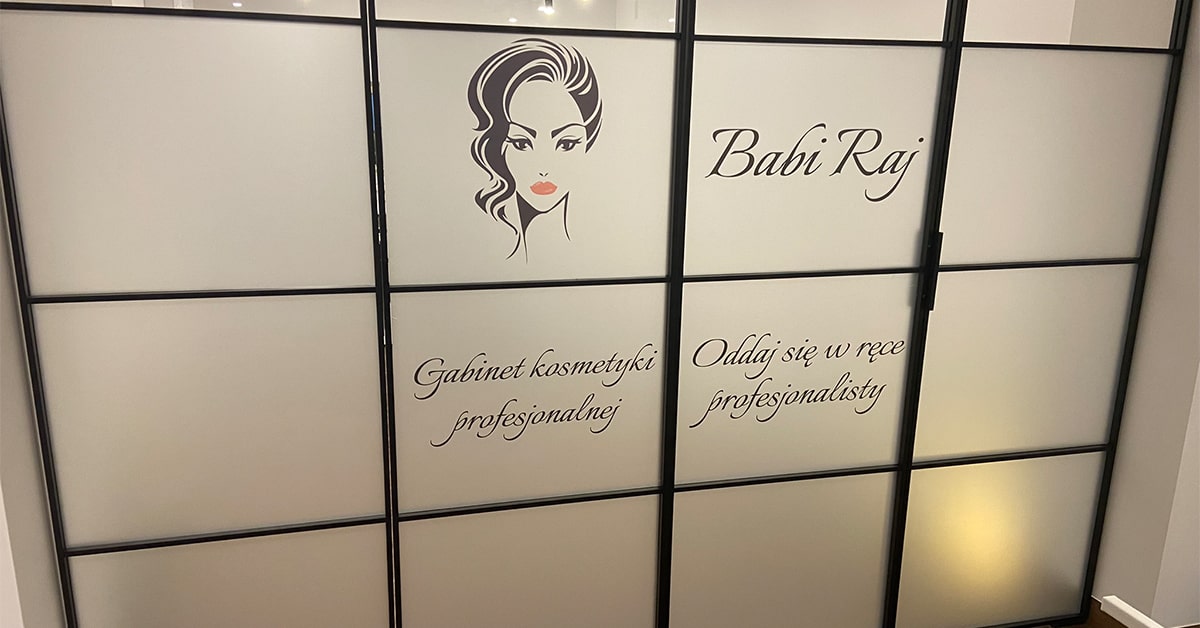 Babi Raj
Gabinet kosmetyki
profesjonalnej
Oddaj się w ręce
profesjonalisty